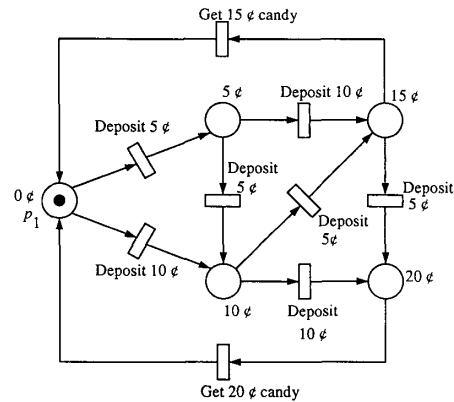 Get 15 ¢ candy
5 ¢
Deposit 10 ¢
15 ¢
Deposit 5 ¢
Deposit
5 ¢
0 ¢
p1
Deposit
5 ¢
Deposit
5¢
Deposit 10 ¢
10 ¢
Deposit
10 ¢
20 ¢
Get 20 ¢ candy